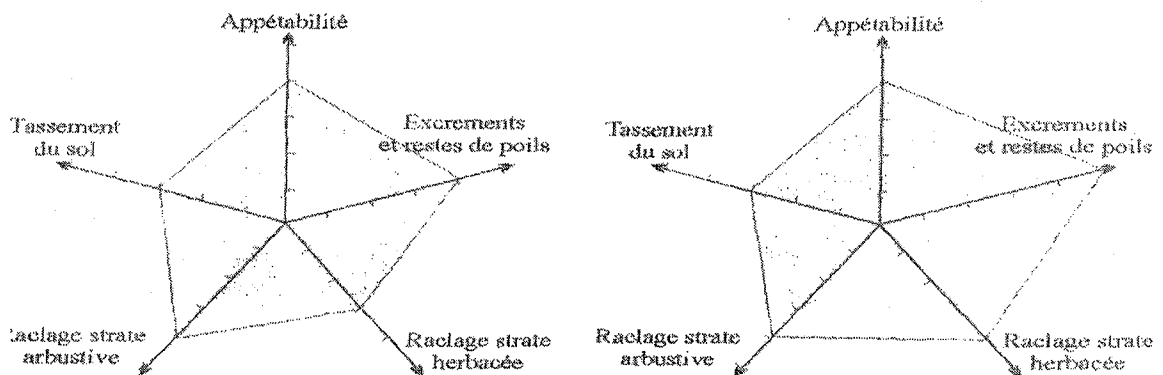 Appétabilité
Tassement
du sol
Excrements
et restes de poils
Raclage strate
arbustive
Raclage strate
herbacée
Appétabilité
Tassement
du sol
Excrements
et restes de poils
Raclage strate
arbustive
Raclage strate
herbacée